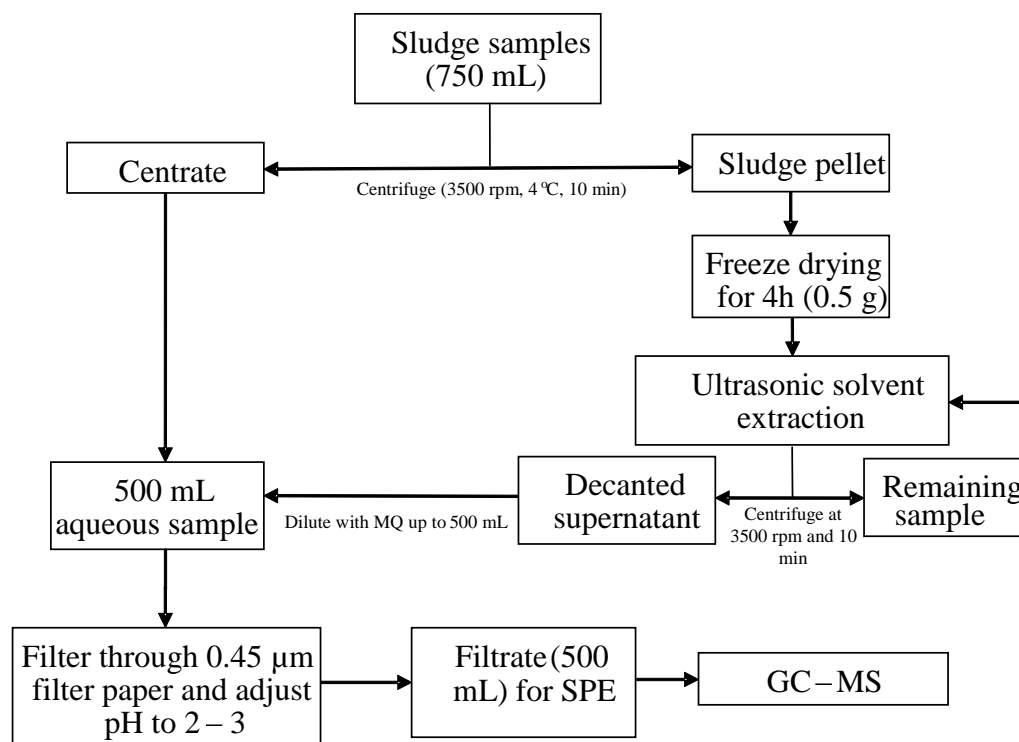 Sludge samples
(750 mL)
Centrate
Sludge pellet
Centrifuge (3500 rpm, 4 ºC, 10 min)
Freeze drying
for 4h (0.5 g)
Ultrasonic solvent
extraction
500 mL
aqueous sample
Dilute with MQ up to 500 mL
Decanted
supernatant
Centrifuge at
3500 rpm and 10
min
Remaining
sample
Filter through 0.45 µm
filter paper and adjust
pH to 2 – 3
Filtrate (500
mL) for SPE
GC – MS